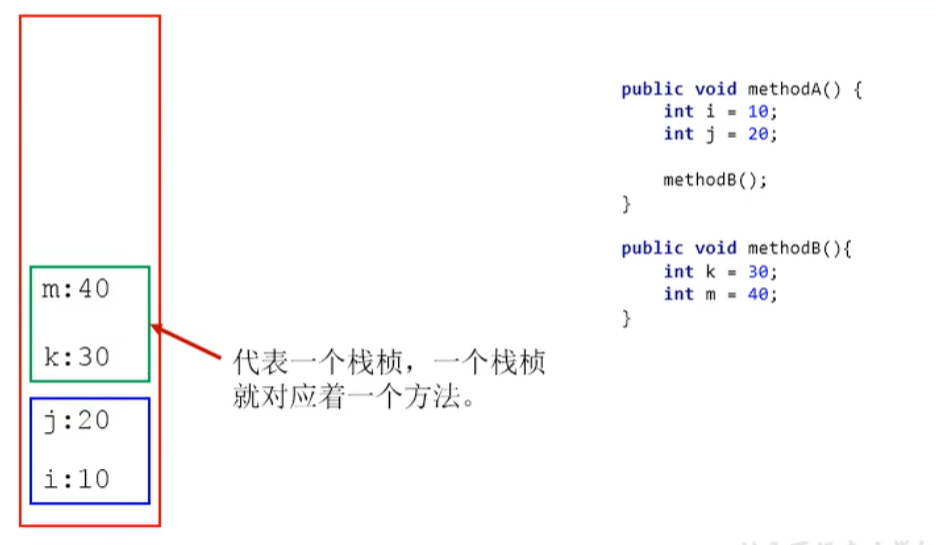 m:40
k:30
j:20
i:10
代表一个栈桢，一个栈桢
就对应着一个方法。
public void methodA() {
int i = 10;
int j = 20;
methodB();
}
public void methodB(){
int k = 30;
int m = 40;
}